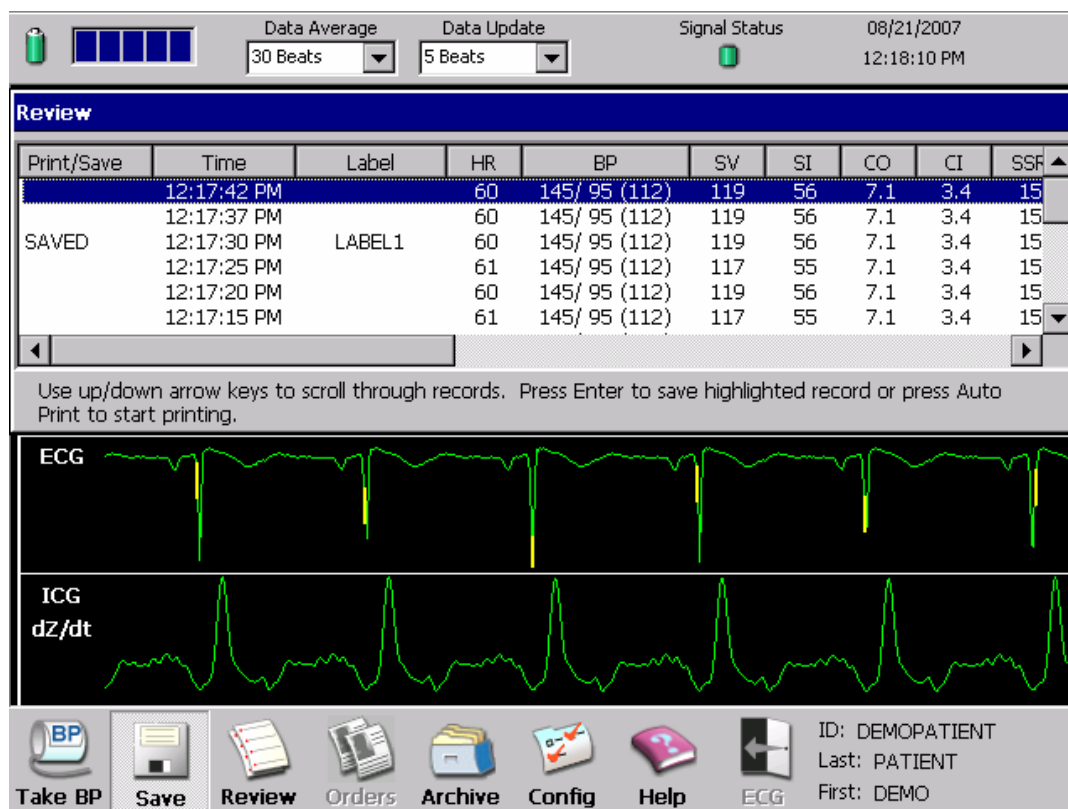 Data Average Data Update Signal Status 08/21/2007
30 Beats 5 Beats 12:18:10 PM
Review
Print/Save Time Label HR BP SV SI CO CI SSR
12:17:42 PM 60 145/ 95 (112) 119 56 7.1 3.4 15
12:17:37 PM 60 145/ 95 (112) 119 56 7.1 3.4 15
SAVED 12:17:30 PM LABEL1 60 145/ 95 (112) 119 56 7.1 3.4 15
12:17:25 PM 61 145/ 95 (112) 117 55 7.1 3.4 15
12:17:20 PM 60 145/ 95 (112) 119 56 7.1 3.4 15
12:17:15 PM 61 145/ 95 (112) 117 55 7.1 3.4 15
Use up/down arrow keys to scroll through records. Press Enter to save highlighted record or press Auto
Print to start printing.
ECG
ICG
dZ/dt
BP
Take BP Save Review Orders Archive Config Help ECG
ID: DEMOPATIENT
Last: PATIENT
First: DEMO